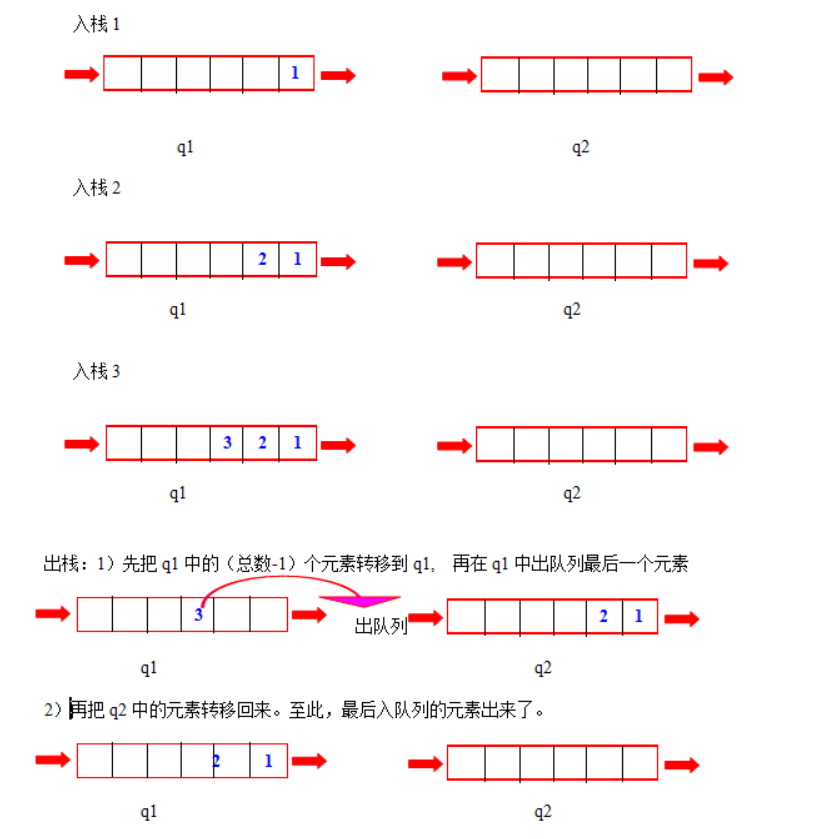 入栈 1
1
q1
q2
入栈 2
2 1
q1
q2
入栈 3
3 2 1
q1
q2
出栈：1）先把 q1 中的（总数-1）个元素转移到 q1, 再在 q1 中出队列最后一个元素
3
出队列
2 1
q1
q2
2）再把 q2 中的元素转移回来。至此，最后入队列的元素出来了。
2 1
q1
q2